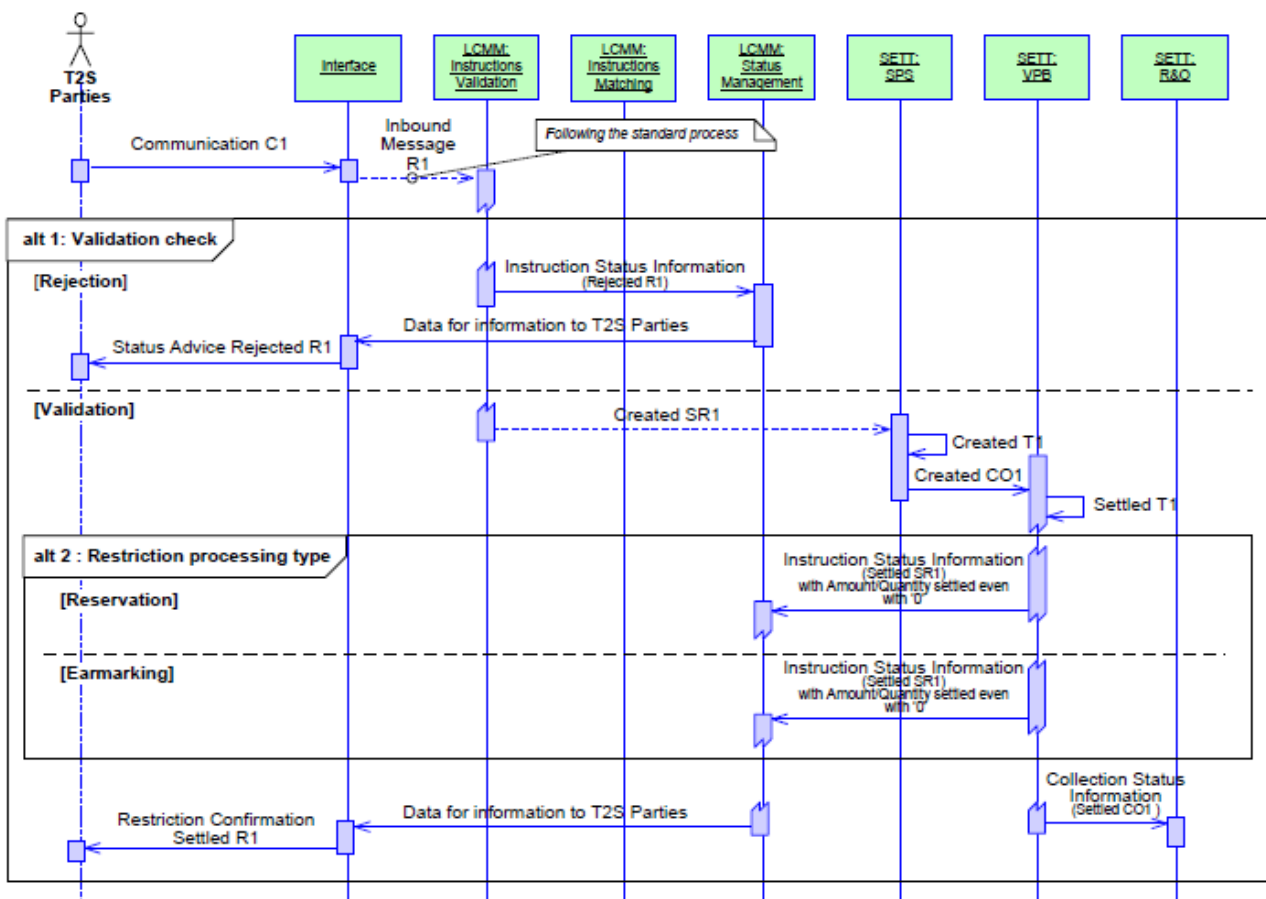 T2S
Parties
Interface
LCMM:
Instructions
Validation
LCMM:
Instructions
Matching
LCMM:
Status
Management
SETT:
SPS
SETT:
VPB
SETT:
R&O
Communication C1
Inbound
Message
R1
Following the standard process
alt 1: Validation check
[Rejection]
Instruction Status Information
(Rejected R1)
Data for information to T2S Parties
Status Advice Rejected R1
[Validation]
Created SR1
Created T1
Created CO1
Settled T1
alt 2 : Restriction processing type
[Reservation]
Instruction Status Information
(Settled SR1)
with Amount/Quantity settled even
with '0'
[Earmarking]
Instruction Status Information
(Settled SR1)
with Amount/Quantity settled even
with '0'
Collection Status
Information
(Settled CO1 )
Data for information to T2S Parties
Restriction Confirmation
Settled R1